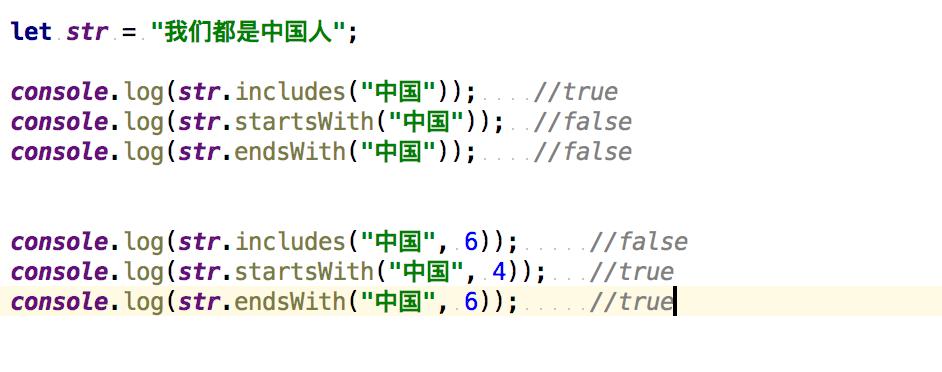 let str = "我们都是中国人";
console.log(str.includes("中国"));    //true
console.log(str.startsWith("中国"));  //false
console.log(str.endsWith("中国"));    //false
console.log(str.includes("中国", 6));     //false
console.log(str.startsWith("中国", 4));   //true
console.log(str.endsWith("中国", 6));     //true